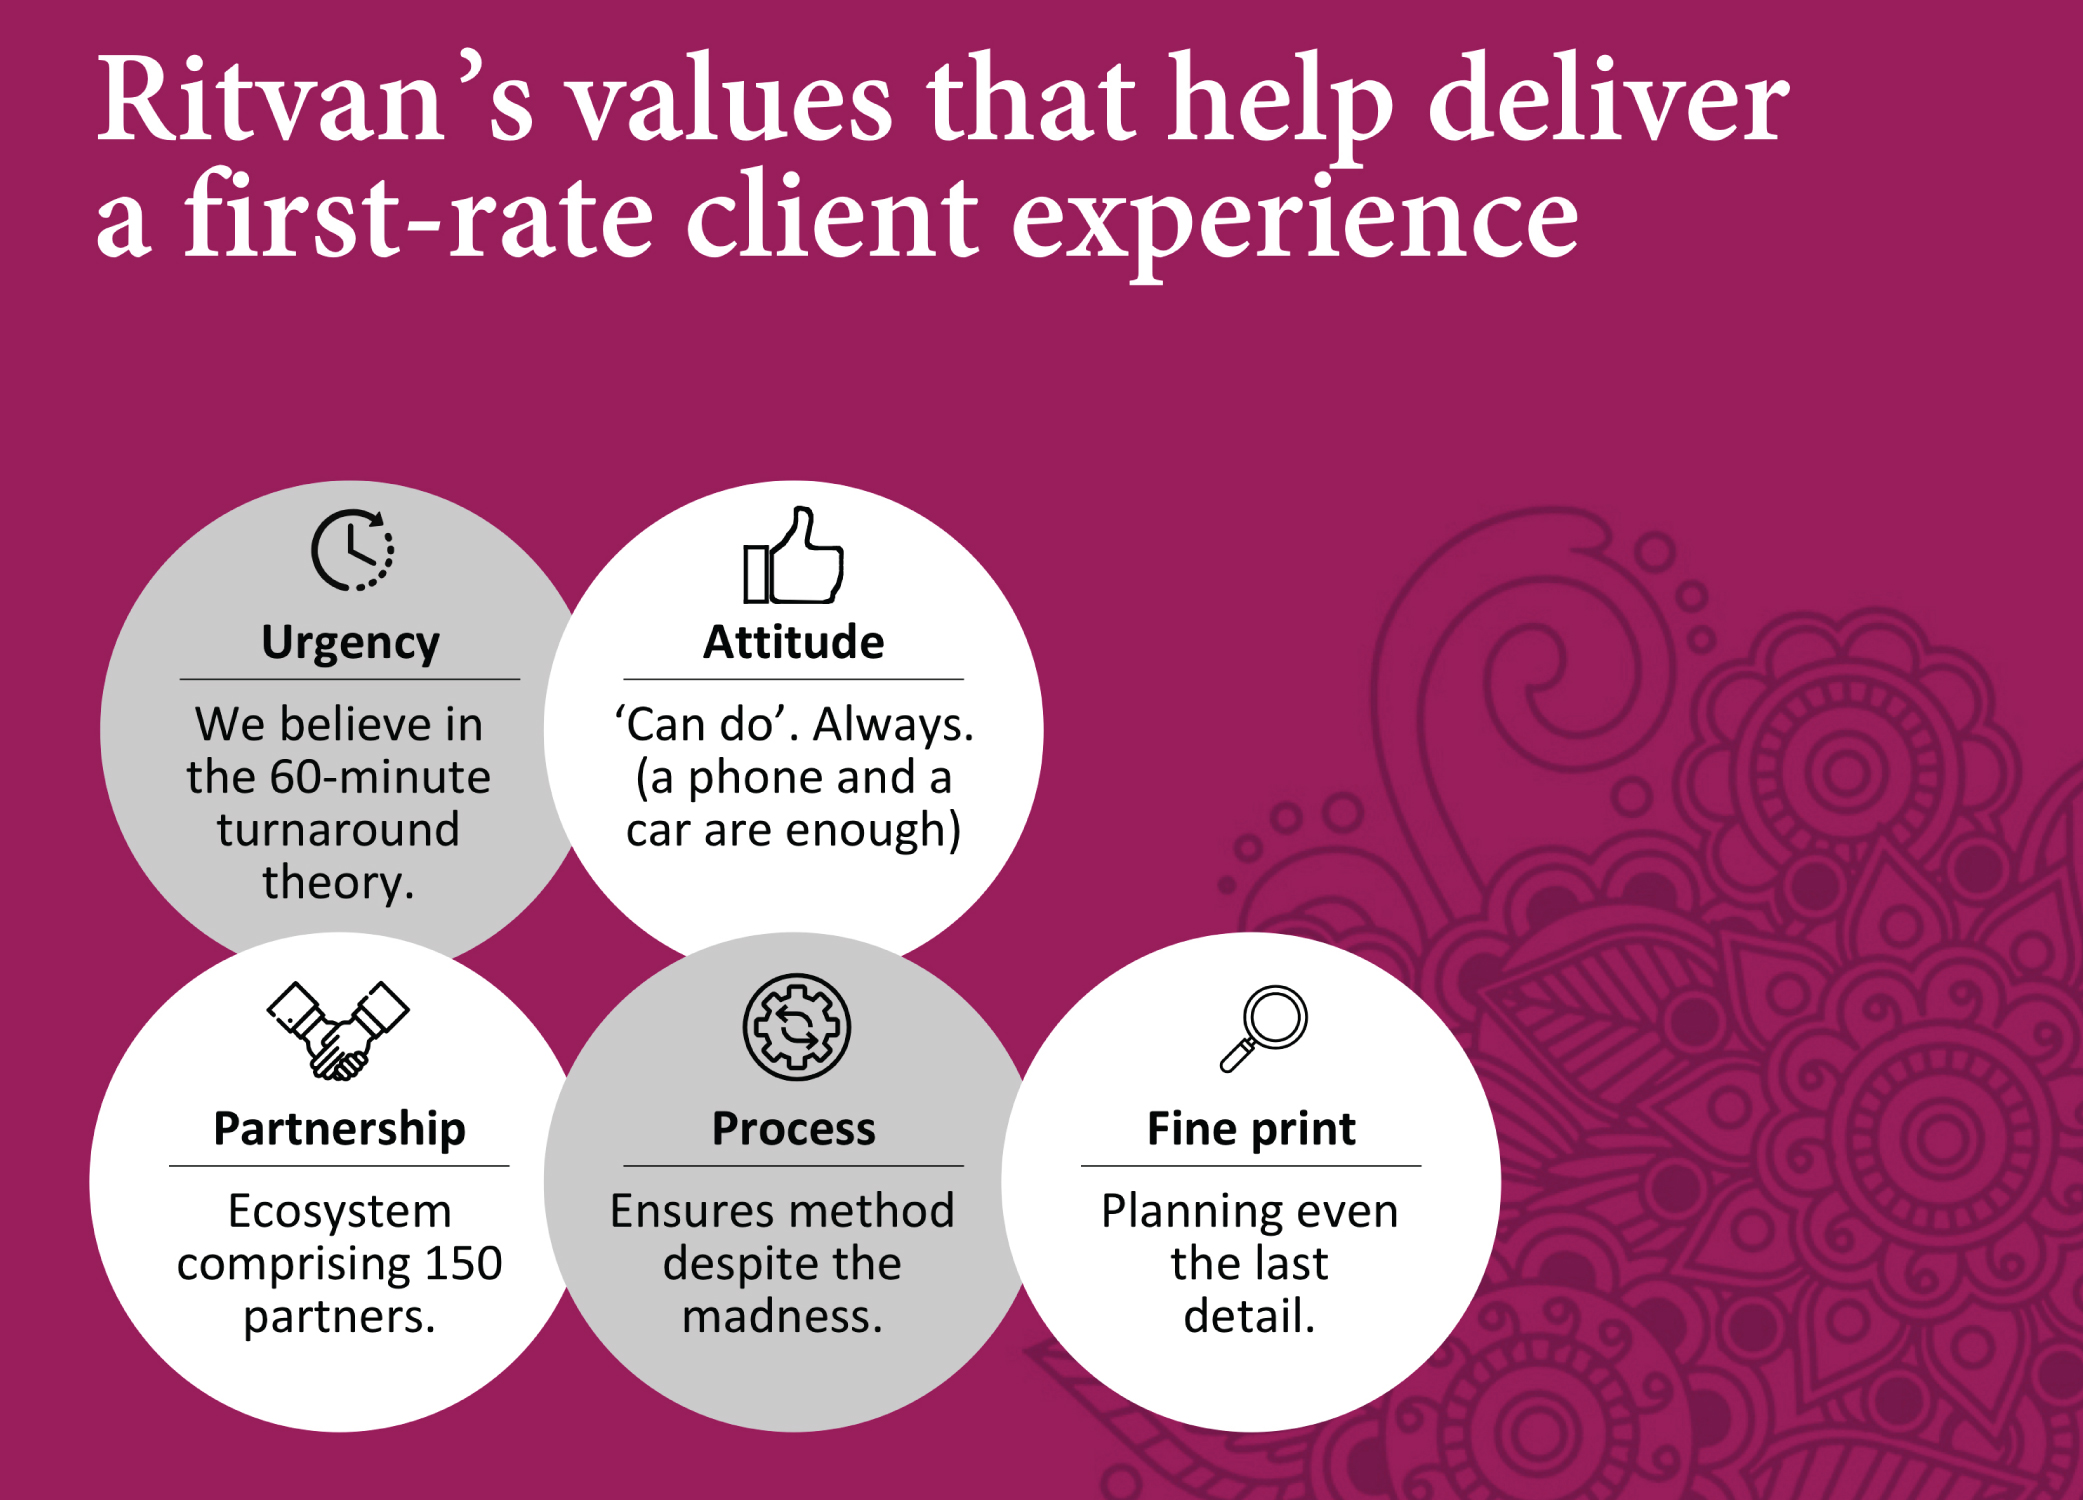 Ritvan’s values that help deliver
a first-rate client experience
Urgency
We believe in
the 60-minute
turnaround
theory.
Attitude
‘Can do’. Always.
(a phone and a
car are enough)
Partnership
Ecosystem
comprising 150
partners.
Process
Ensures method
despite the
madness.
Fine print
Planning even
the last
detail.